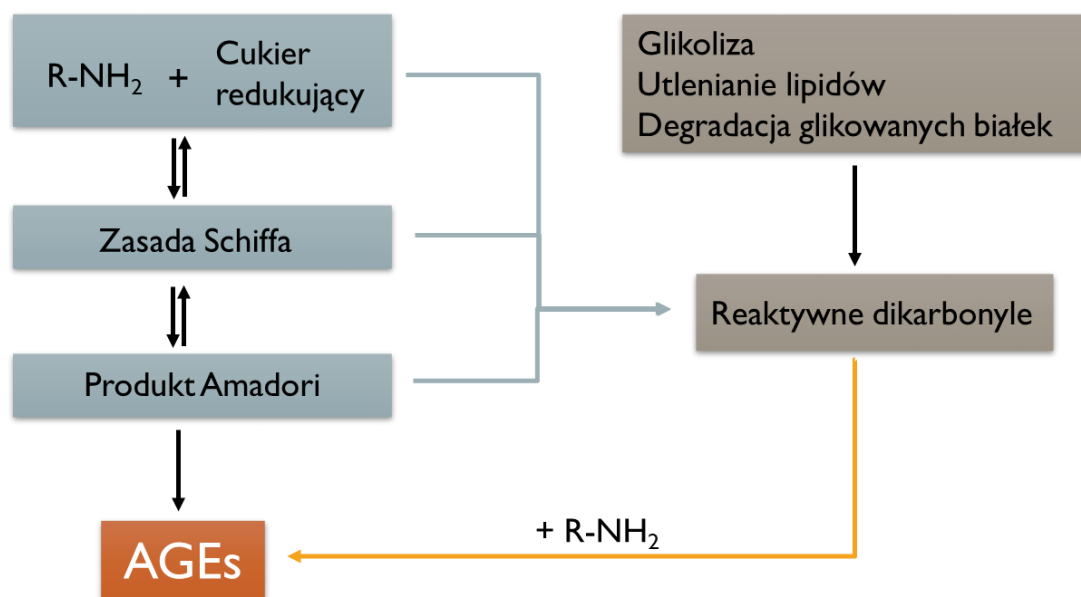 R-NH₂ + Cukier redukujący
Zasada Schiffa
Produkt Amadori
AGEs
Glikoliza
Utlenianie lipidów
Degradacja glikowanych białek
Reaktywne dikarbonyle
+ R-NH₂